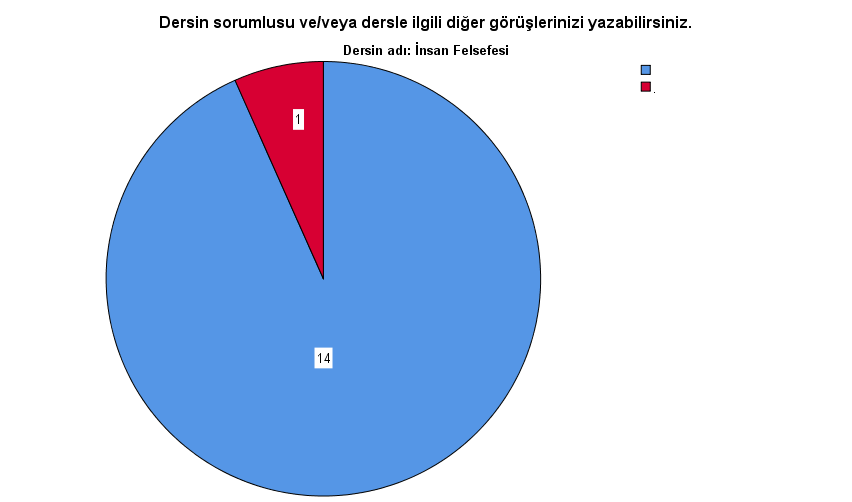 Dersin sorumlusu ve/veya dersle ilgili diğer görüşlerinizi yazabilirsiniz.
Dersin adı: İnsan Felsefesi
.
1
14